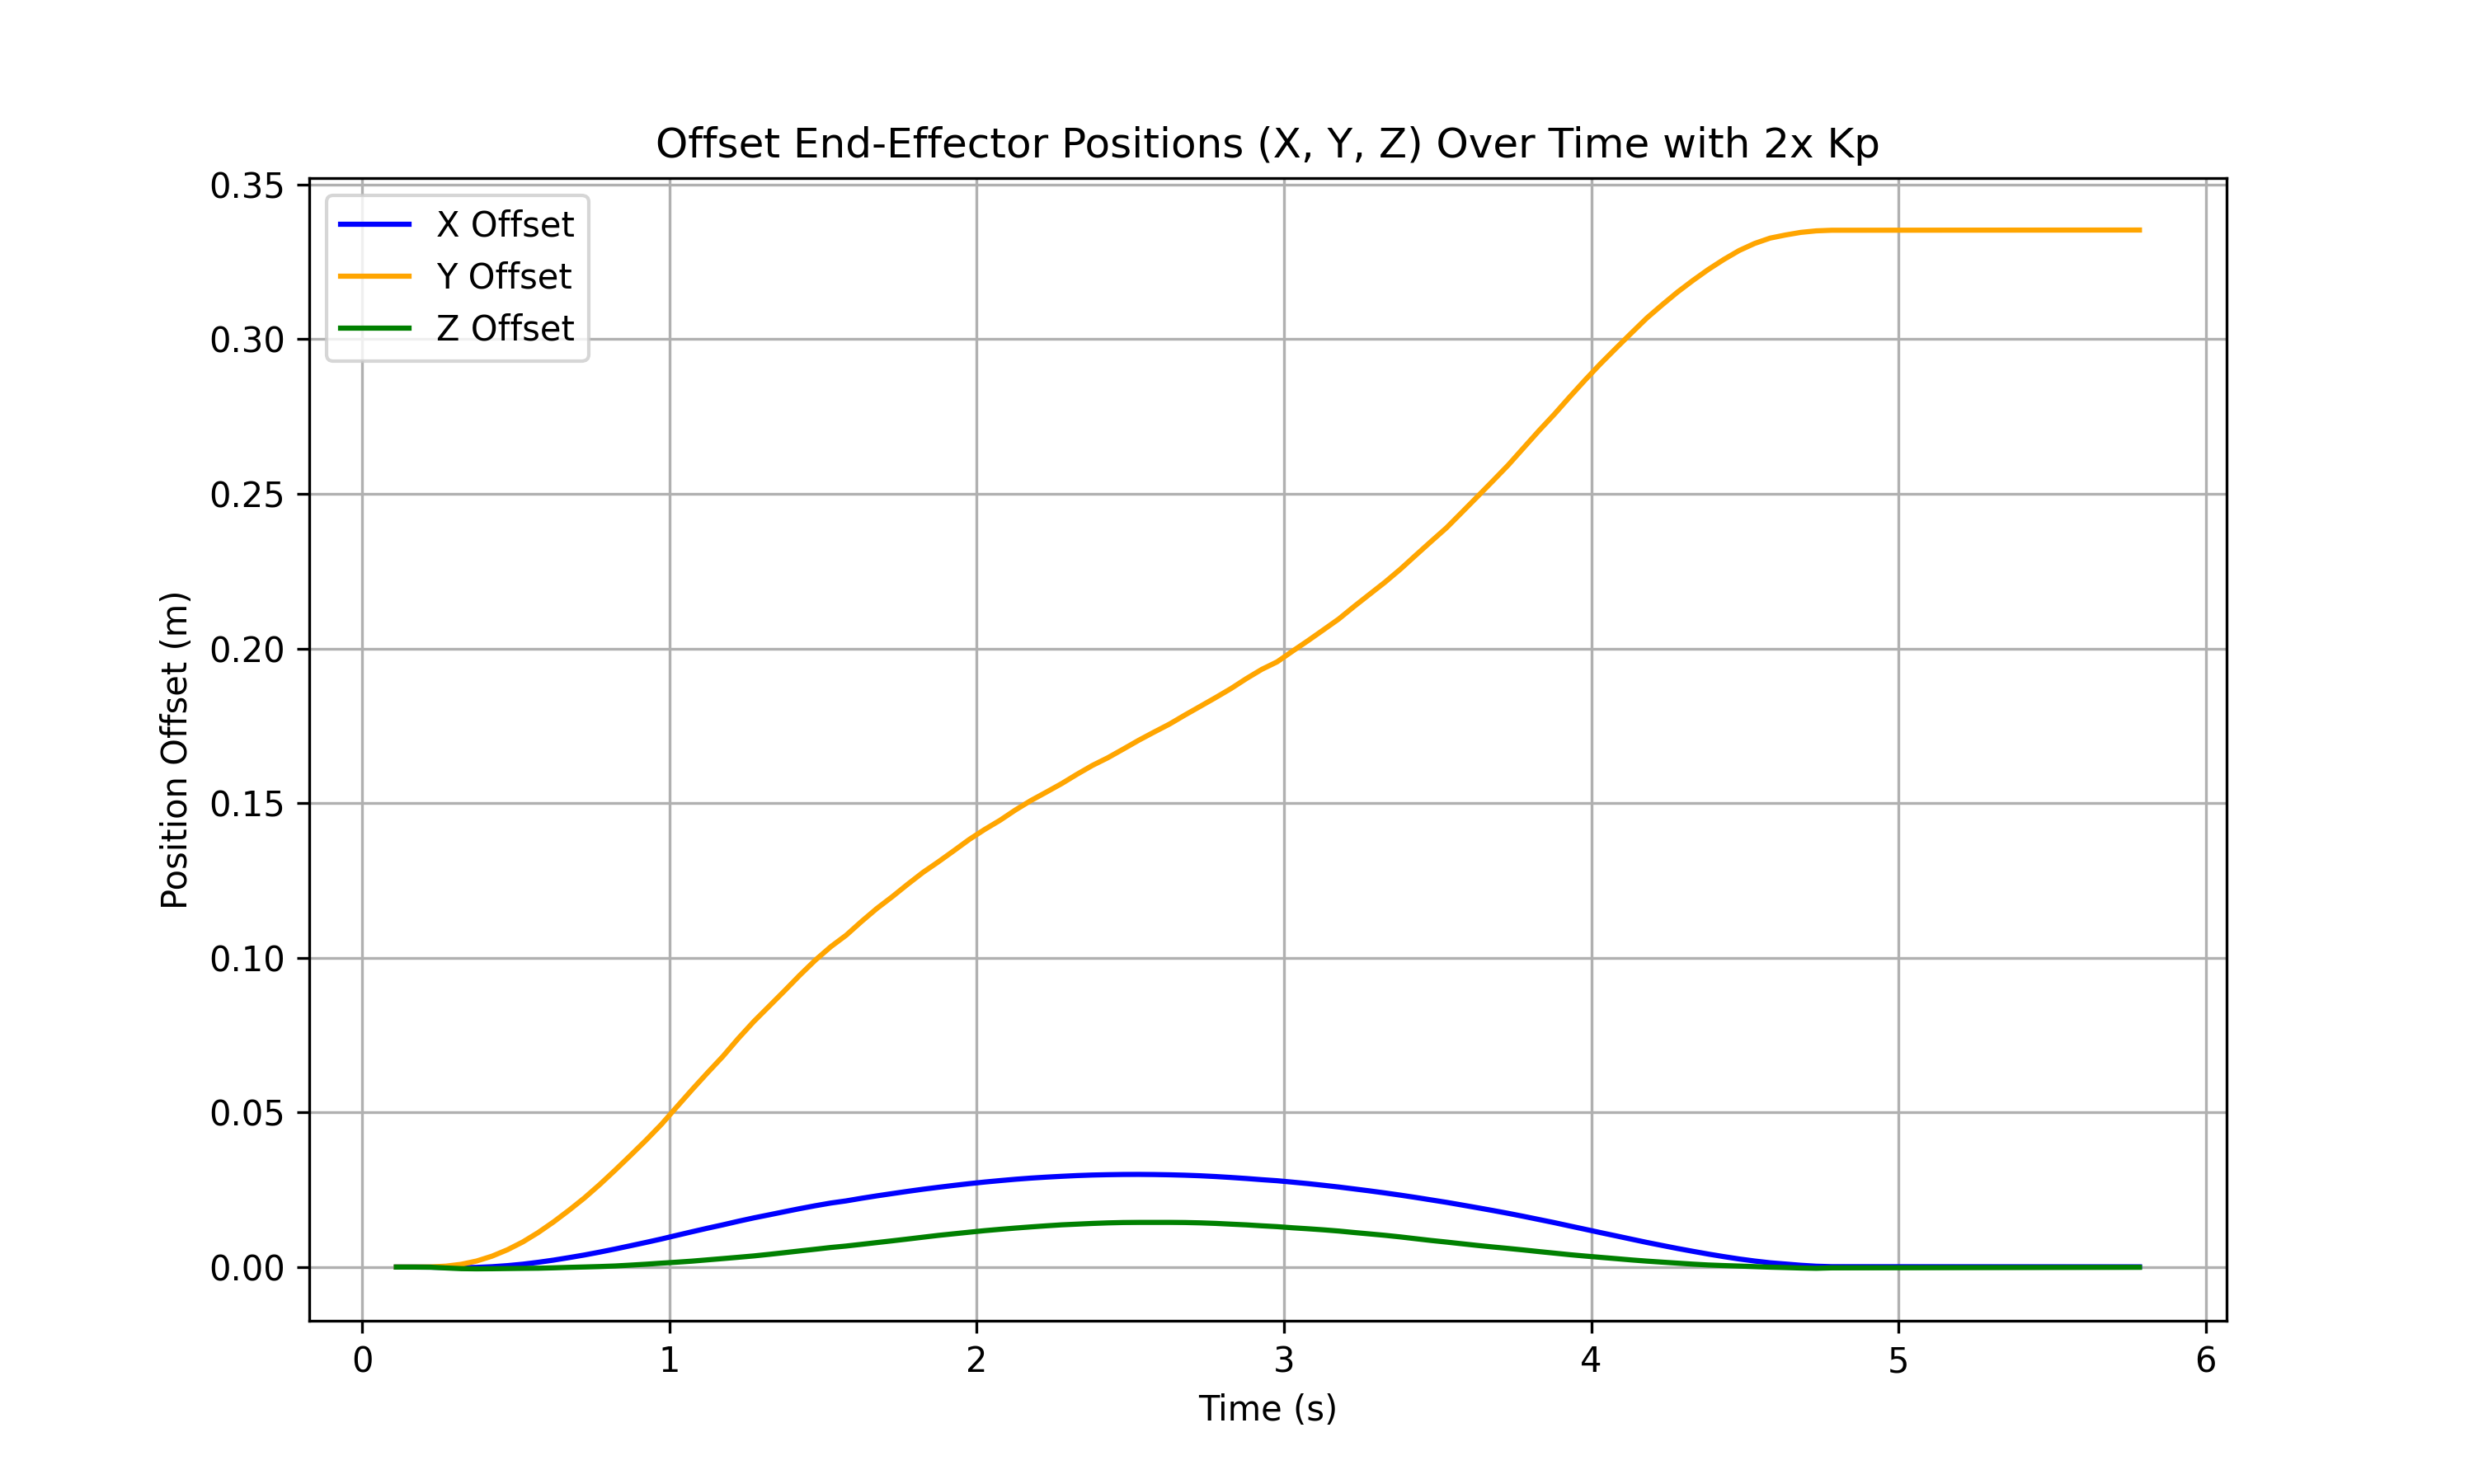 Offset End-Effector Positions (X, Y, Z) Over Time with 2x Kp
X Offset
Y Offset
Z Offset
Position Offset (m)
0.35
0.30
0.25
0.20
0.15
0.10
0.05
0.00
0 1 2 3 4 5 6
Time (s)